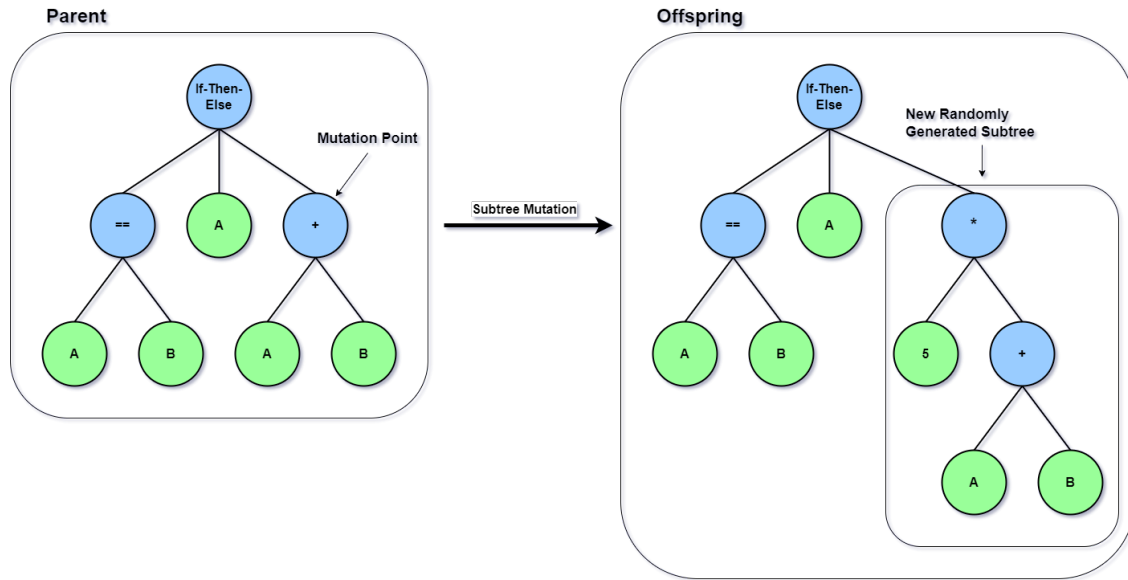 Parent
If-Then-
Else
Mutation Point
==
A
+
A
B
A
B
Subtree Mutation
Offspring
If-Then-
Else
New Randomly
Generated Subtree
==
A
*
A
B
5
+
A
B